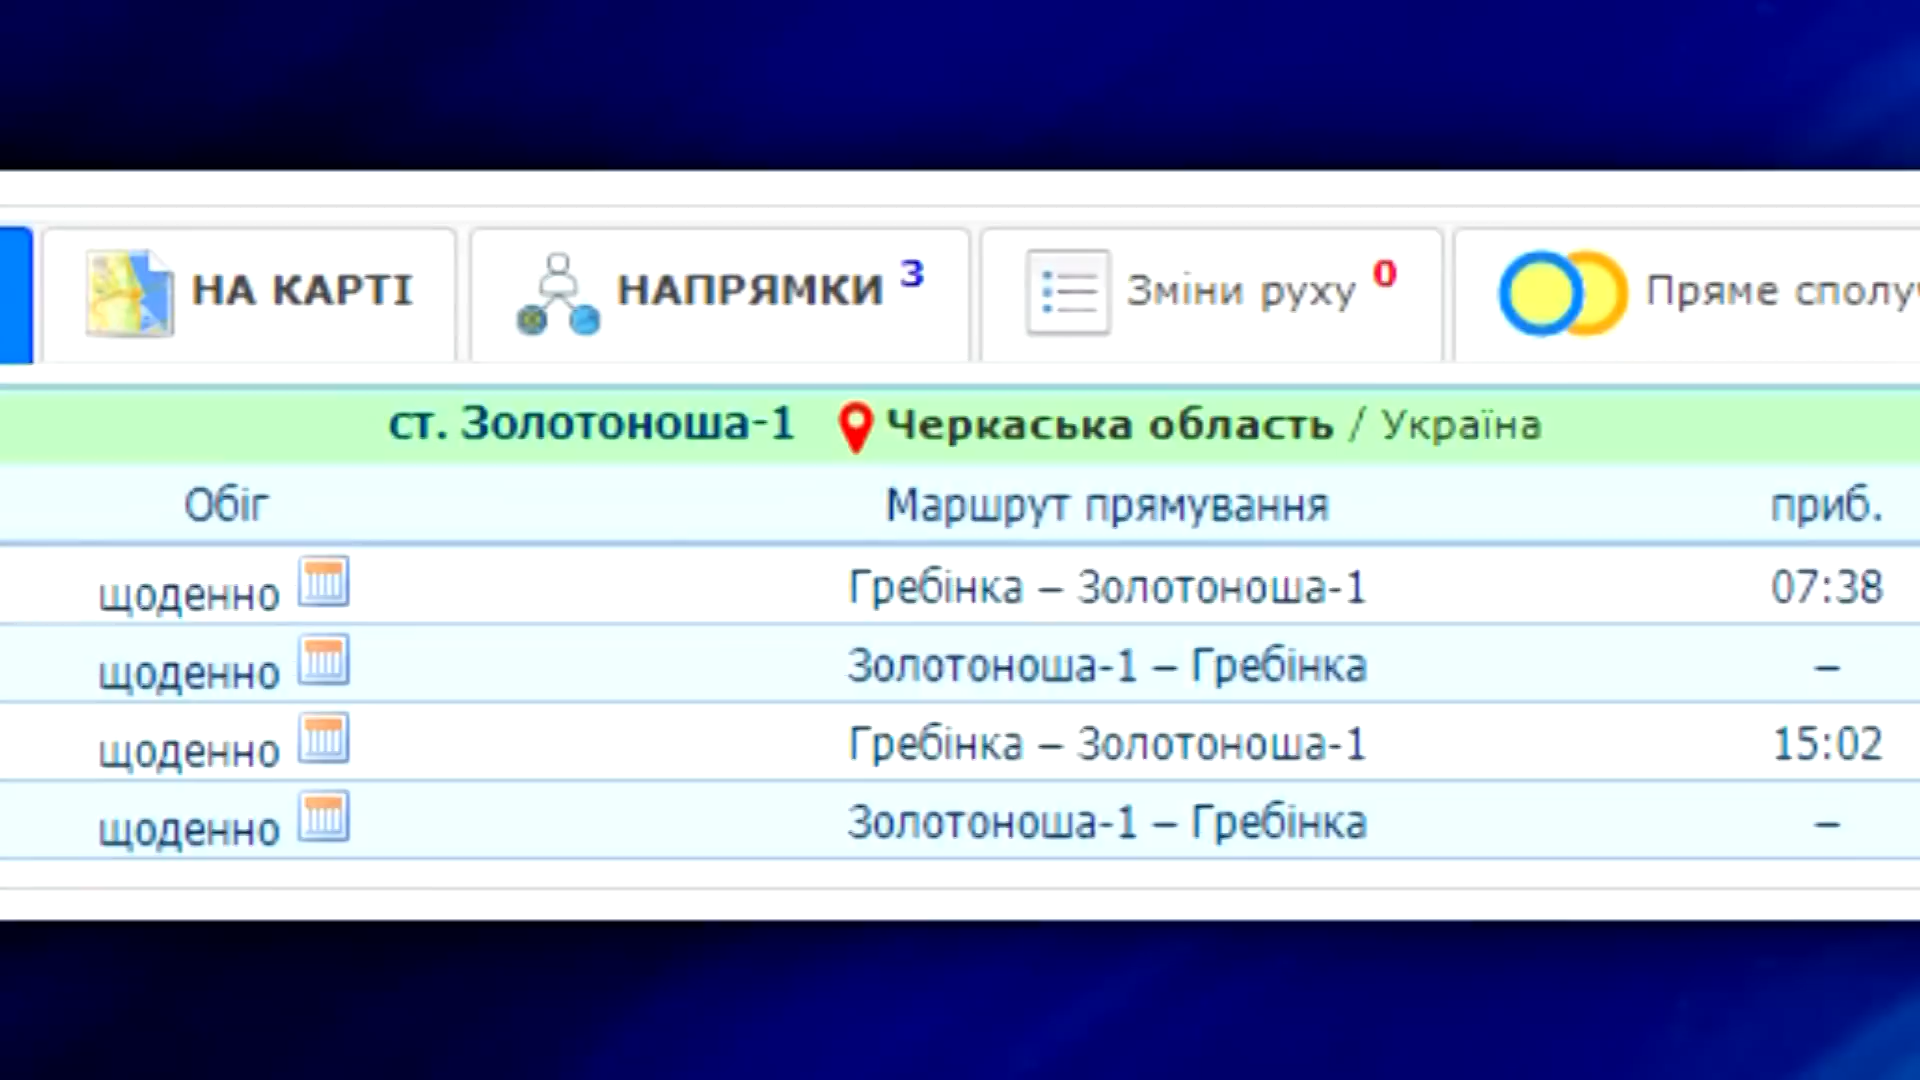 НА КАРТІ НАПРЯМКИ 3 Зміни руху 0 Пряме
ст. Золотоноша-1 Черкаська область / Україна
Обіг Маршрут прямування приб.
щоденно Гребінка – Золотоноша-1 07:38
щоденно Золотоноша-1 – Гребінка –
щоденно Гребінка – Золотоноша-1 15:02
щоденно Золотоноша-1 – Гребінка –